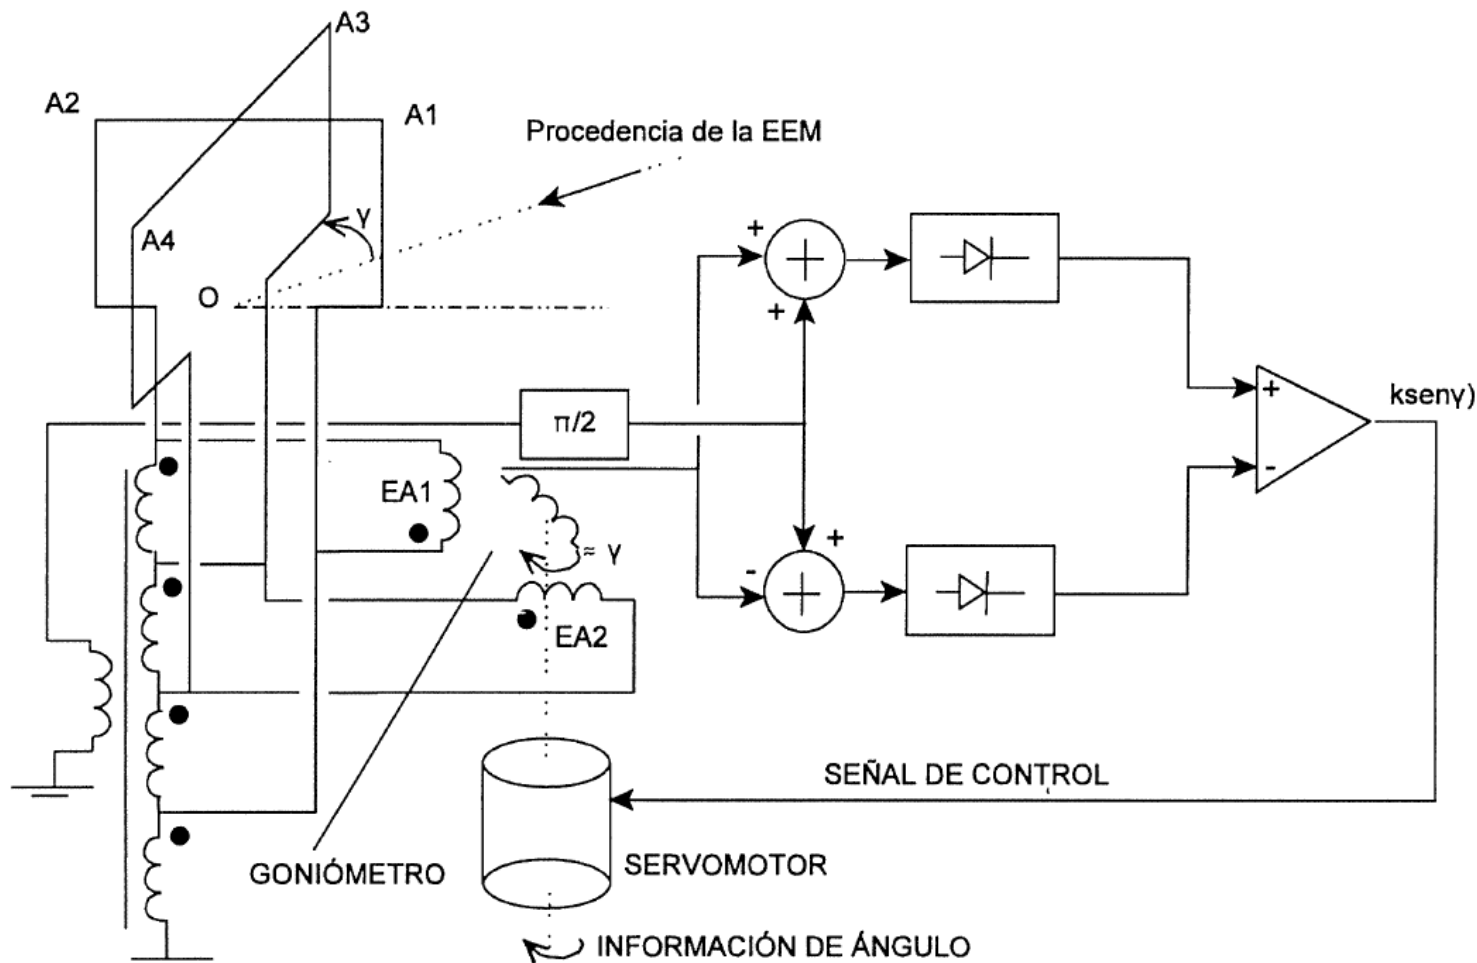 A3
A2
A1
Procedencia de la EEM
γ
A4
O
+
+
+
π/2
kseny)
EA1
-
≈ γ
+
-
EA2
SEÑAL DE CONTROL
GONIÓMETRO
SERVOMOTOR
INFORMACIÓN DE ÁNGULO